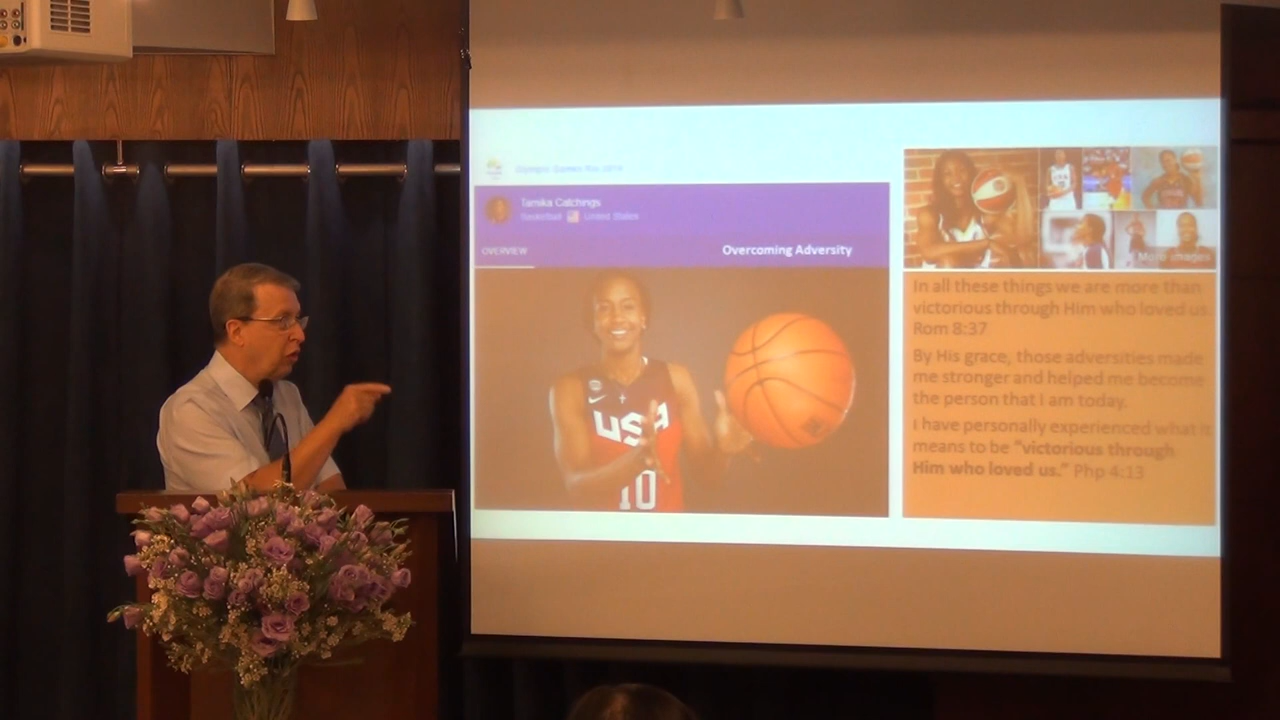 Olympic Games Rio 2016
Tamika Catchings
Basketball United States
OVERVIEW
Overcoming Adversity
USA
10
More images
In all these things we are more than
victorious through Him who loved us.
Rom 8:37
By His grace, those adversities made
me stronger and helped me become
the person that I am today.
I have personally experienced what it
means to be “victorious through
Him who loved us.” Php 4:13